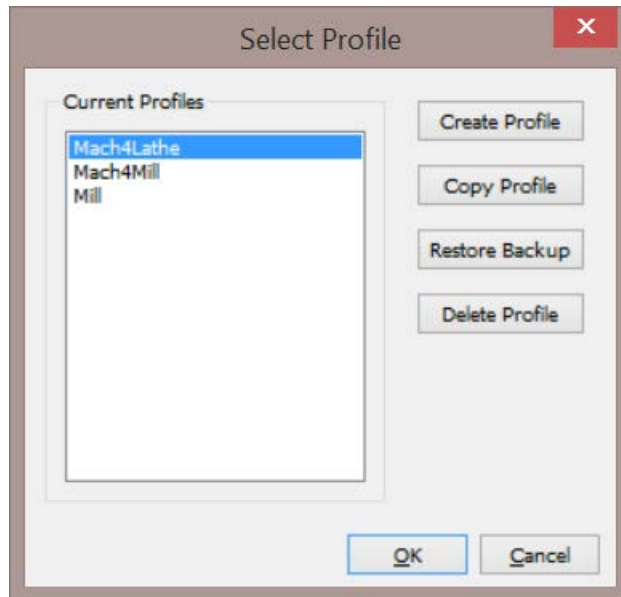 Select Profile
Current Profiles
Mach4Lathe
Mach4Mill
Mill
Create Profile
Copy Profile
Restore Backup
Delete Profile
OK
Cancel